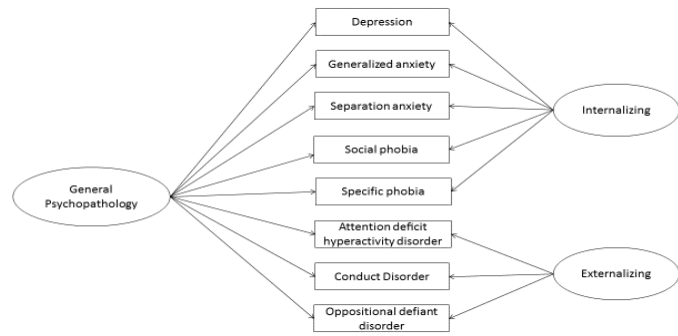 Depression
Generalized anxiety
Separation anxiety
Social phobia
Specific phobia
Attention deficit
hyperactivity disorder
Conduct Disorder
Oppositional defiant
disorder
General
Psychopathology
Internalizing
Externalizing